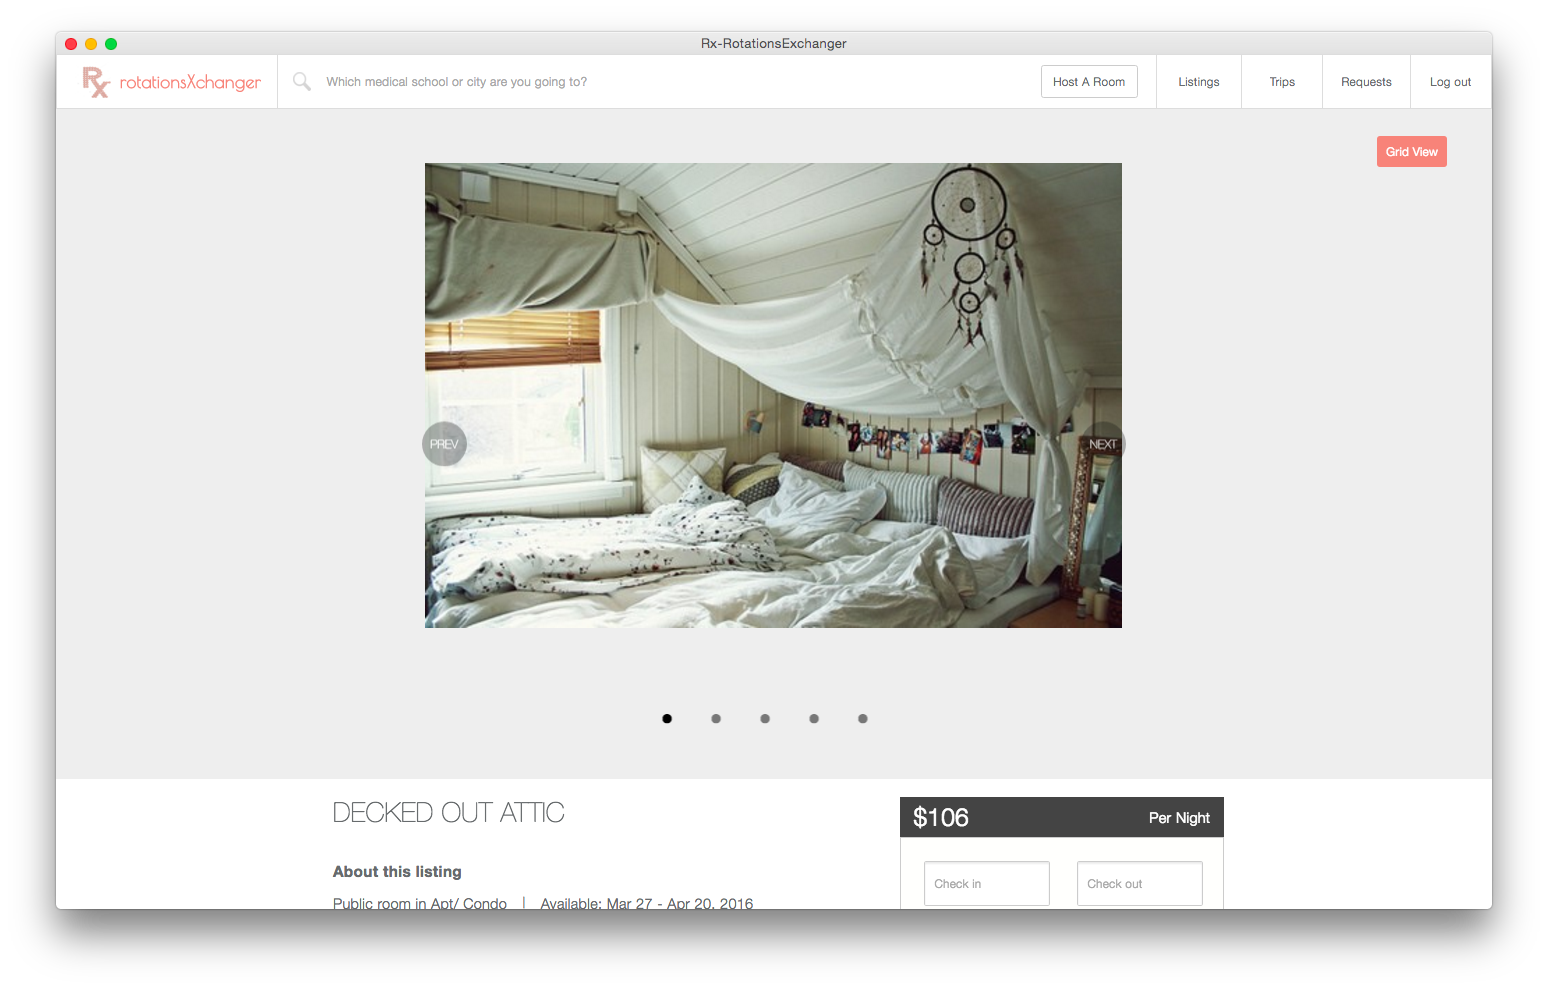 Rx-RotationsExchanger
Rx rotationsXchanger
Which medical school or city are you going to?
Host A Room
Listings
Trips
Requests
Log out
Grid View
PREV
NEXT
DECKED OUT ATTIC
$106
Per Night
About this listing
Check in
Check out
Public room in Apt/ Condo | Available: Mar 27 - Apr 20, 2016